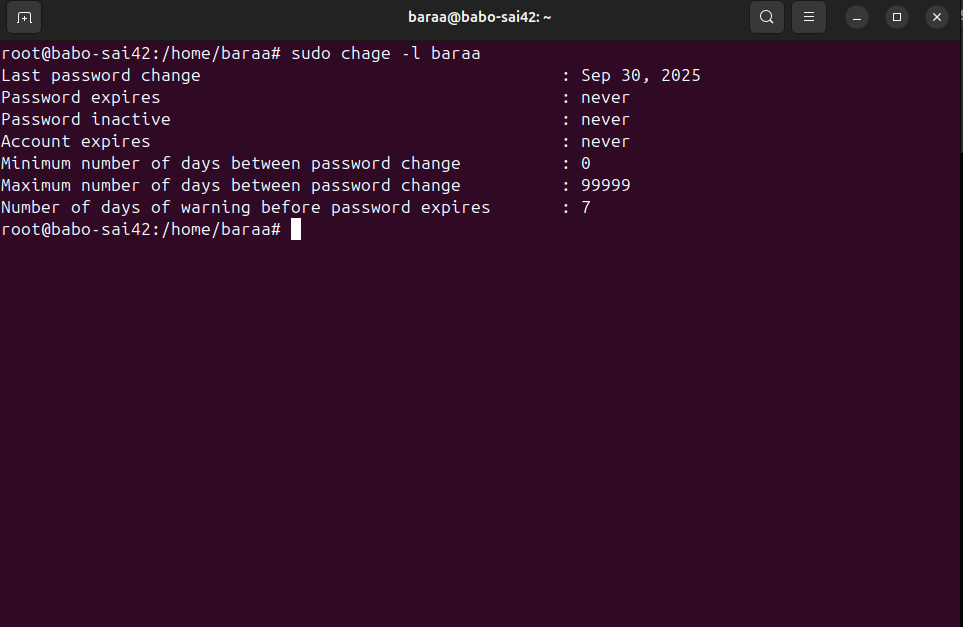 baraa@babo-sai42: ~
root@babo-sai42:/home/baraa# sudo chage -l baraa
Last password change : Sep 30, 2025
Password expires : never
Password inactive : never
Account expires : never
Minimum number of days between password change : 0
Maximum number of days between password change : 99999
Number of days of warning before password expires : 7
root@babo-sai42:/home/baraa#